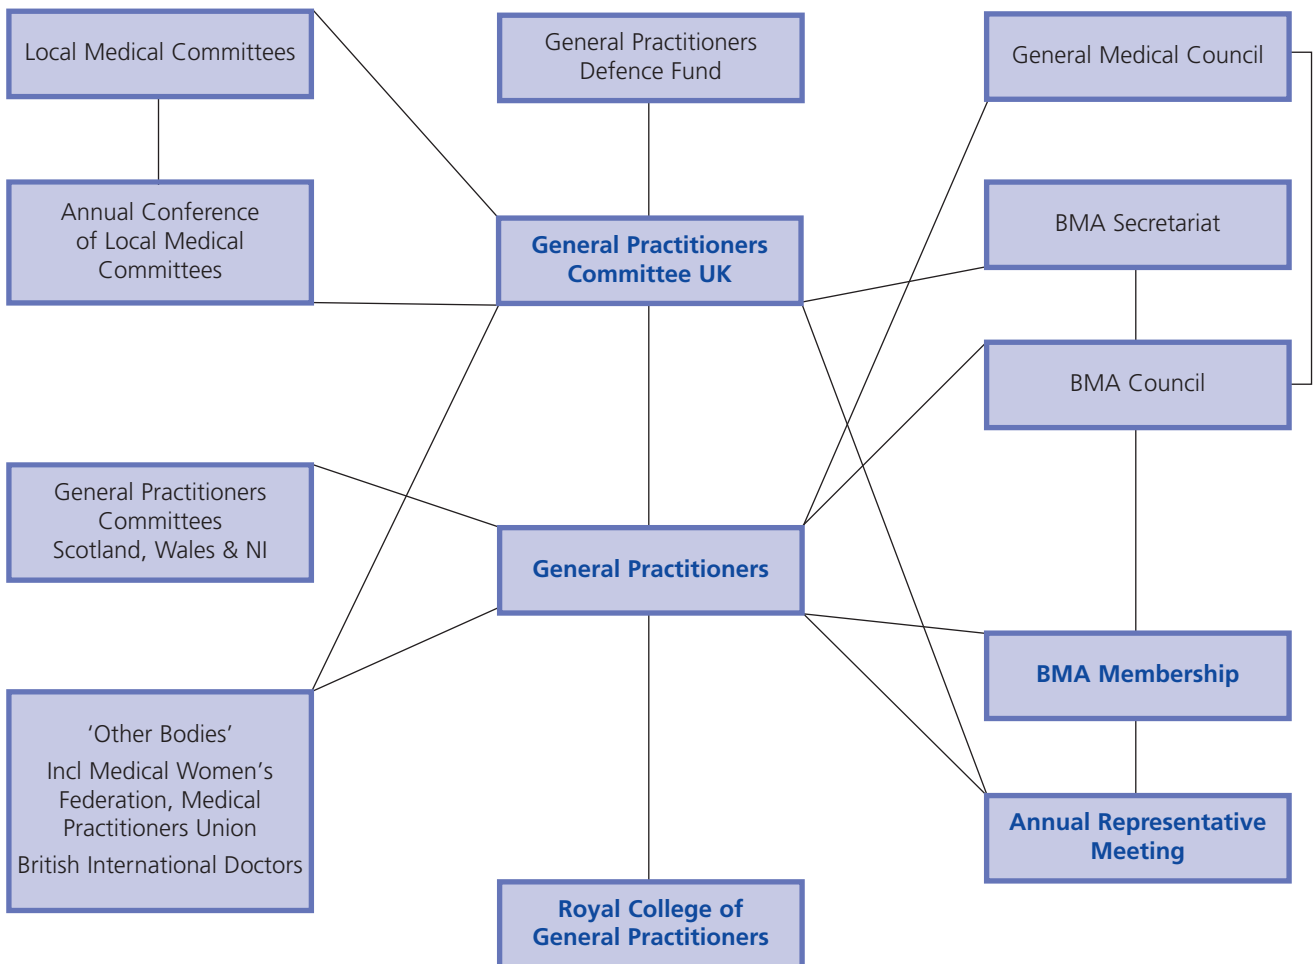 Local Medical Committees
General Practitioners
Defence Fund
General Medical Council
Annual Conference
of Local Medical
Committees
General Practitioners
Committee UK
BMA Secretariat
BMA Council
General Practitioners
Committees
Scotland, Wales & NI
General Practitioners
BMA Membership
‘Other Bodies’
Incl Medical Women’s
Federation, Medical
Practitioners Union
British International Doctors
Annual Representative
Meeting
Royal College of
General Practitioners